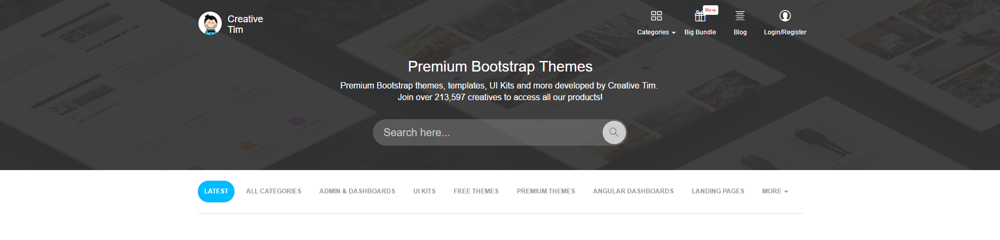 Creative
Tim
New
Categories
Big Bundle
Blog
Login/Register
Premium Bootstrap Themes
Premium Bootstrap themes, templates, UI Kits and more developed by Creative Tim.
Join over 213,597 creatives to access all our products!
Search here...
LATEST
ALL CATEGORIES
ADMIN & DASHBOARDS
UI KITS
FREE THEMES
PREMIUM THEMES
ANGULAR DASHBOARDS
LANDING PAGES
MORE